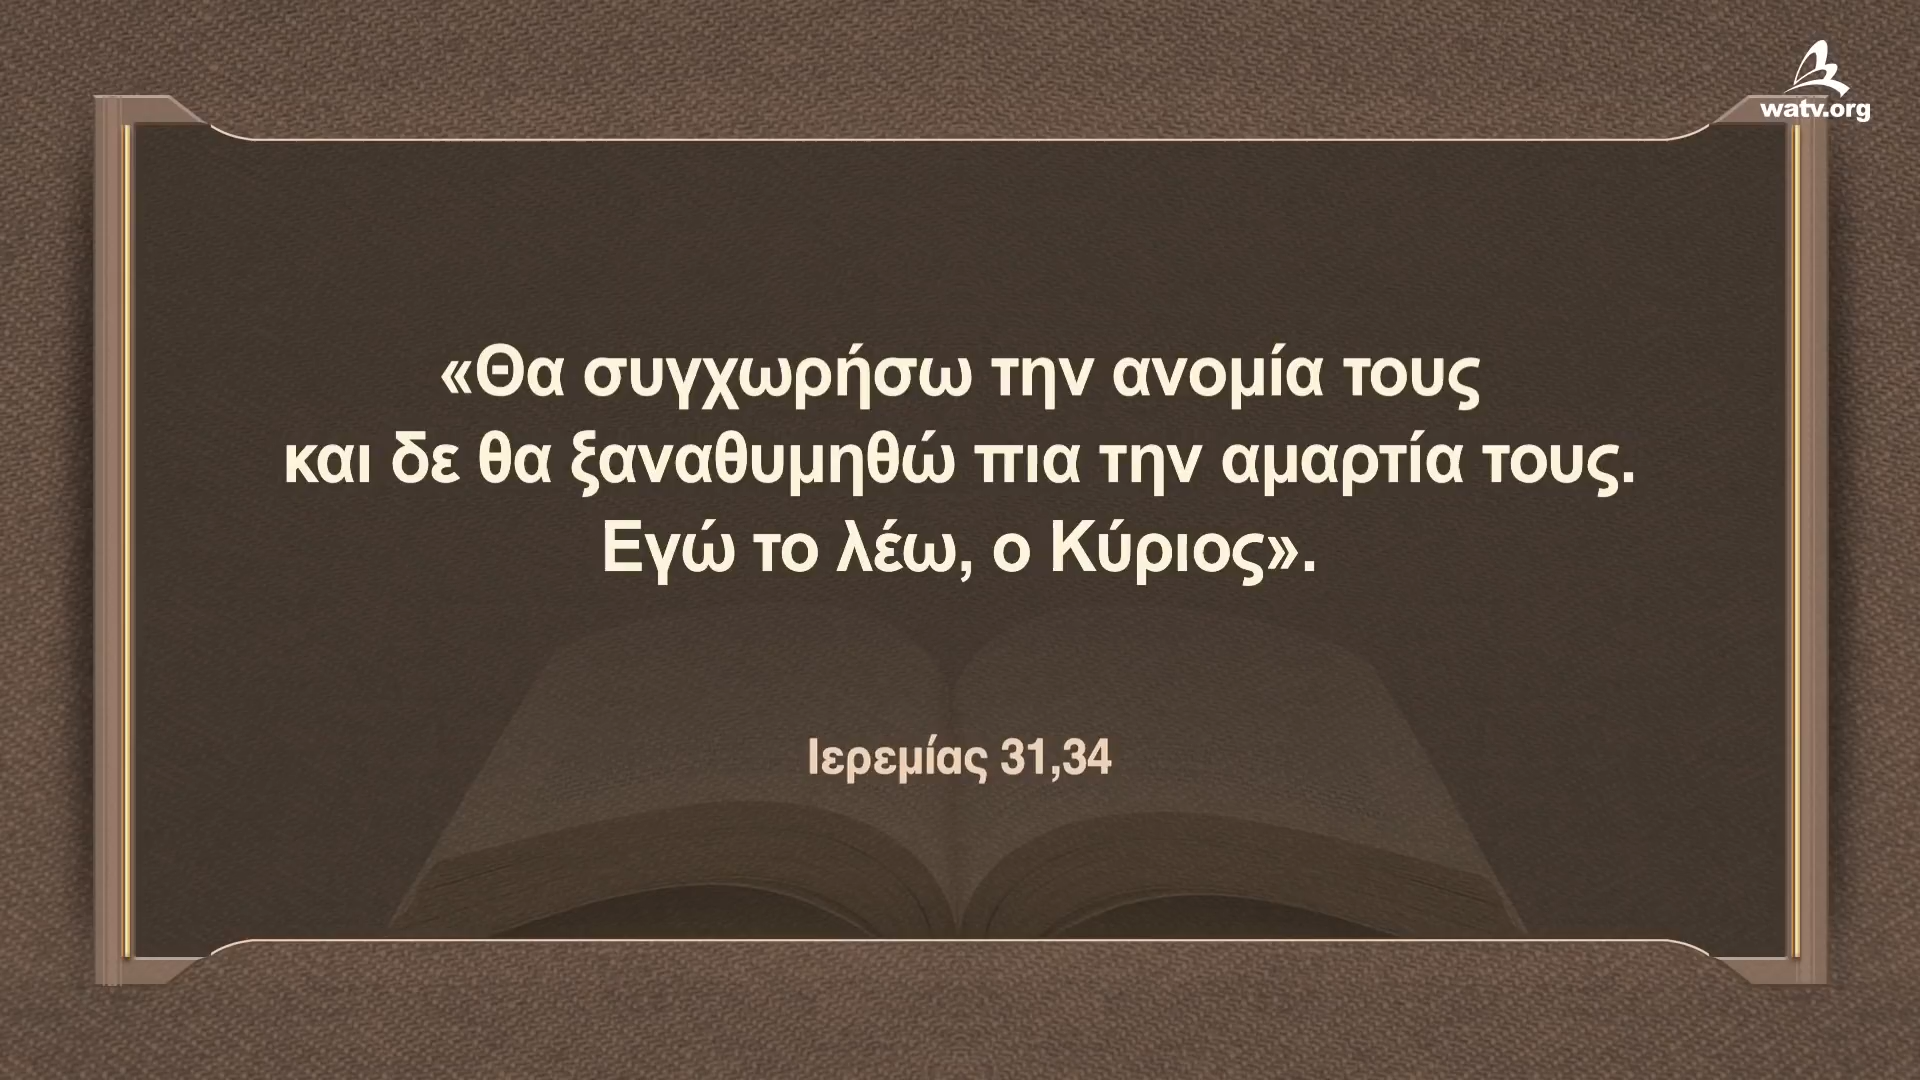 watv.org
«Θα συγχωρήσω την ανομία τους
και δε θα ξαναθυμηθώ πια την αμαρτία τους.
Εγώ το λέω, ο Κύριος».
Ιερεμίας 31,34